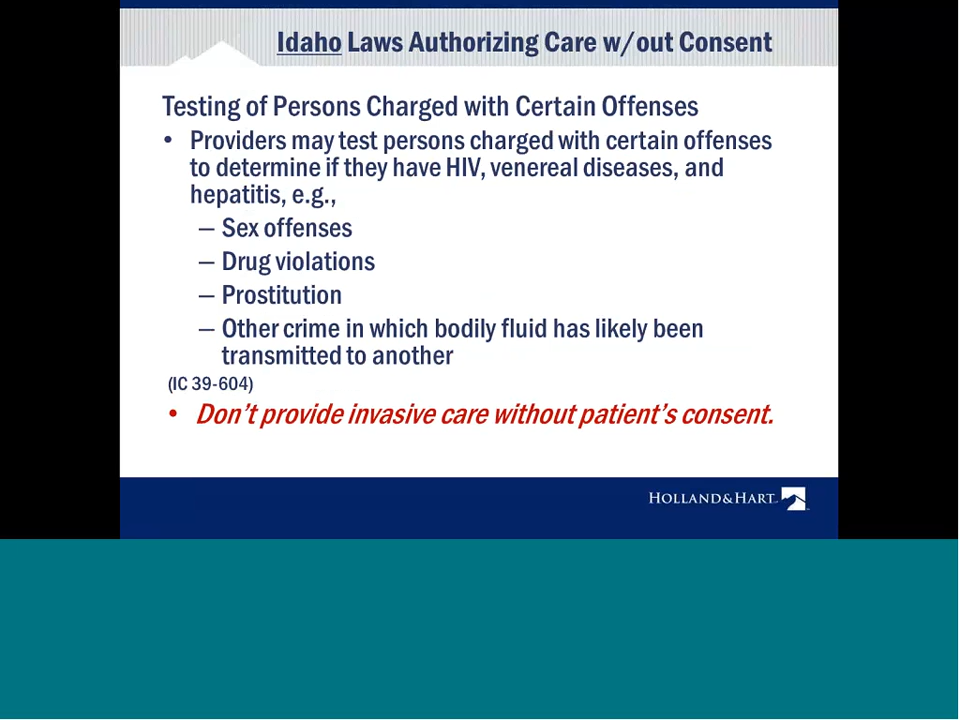 Idaho Laws Authorizing Care w/out Consent
Testing of Persons Charged with Certain Offenses
• Providers may test persons charged with certain offenses
to determine if they have HIV, venereal diseases, and
hepatitis, e.g.,
– Sex offenses
– Drug violations
– Prostitution
– Other crime in which bodily fluid has likely been
transmitted to another
(IC 39-604)
• Don’t provide invasive care without patient’s consent.
HOLLAND&HART